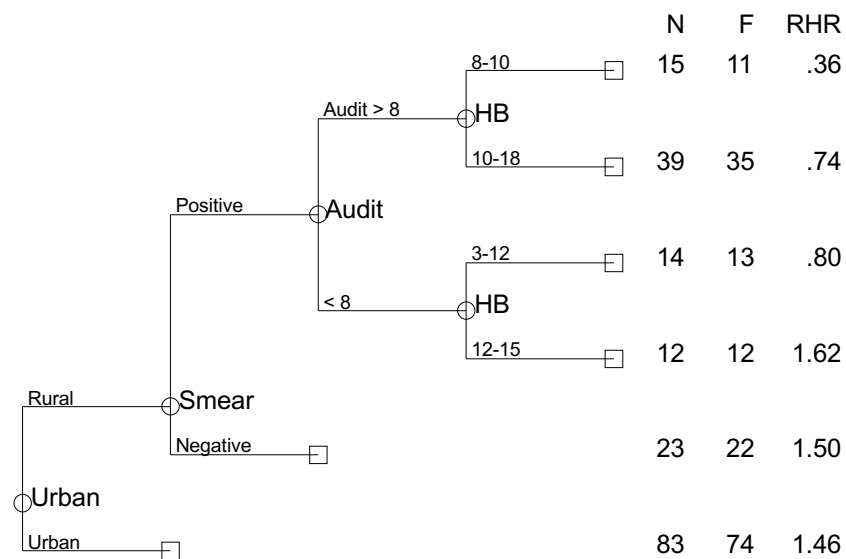 N F RHR
8-10 15 11 .36
Audit > 8 HB
10-18 39 35 .74
Positive Audit
3-12 14 13 .80
< 8 HB
12-15 12 12 1.62
Rural Smear
Negative 23 22 1.50
Urban
Urban 83 74 1.46